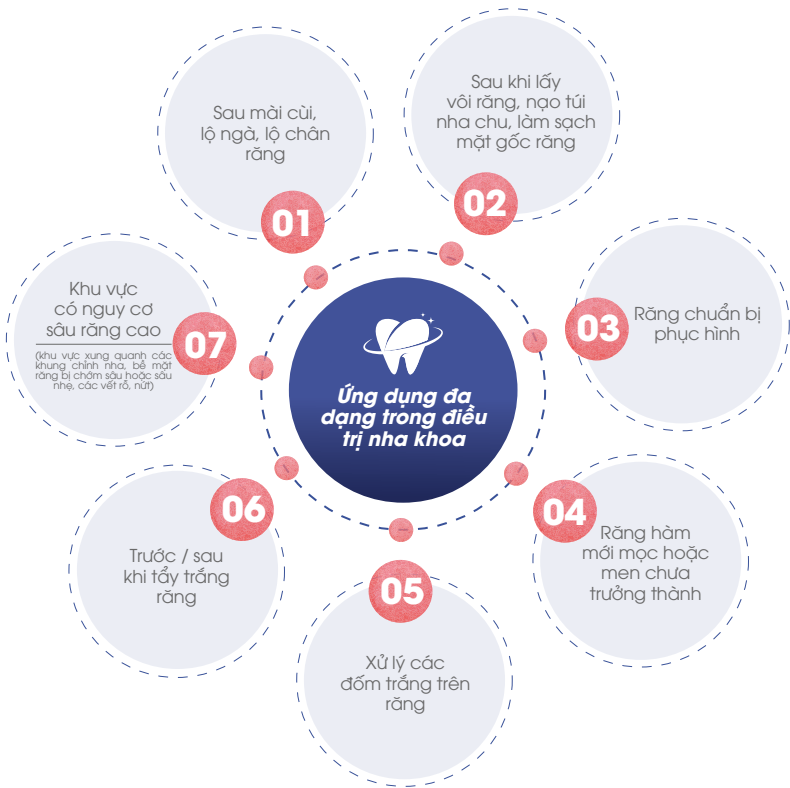 Ứng dụng đa
dạng trong điều
trị nha khoa
01
Sau mài cùi,
lộ ngà, lộ chân
răng
02
Sau khi lấy
vôi răng, nạo túi
nha chu, làm sạch
mặt gốc răng
03
Răng chuẩn bị
phục hình
04
Răng hàm
mới mọc hoặc
men chưa
trưởng thành
05
Xử lý các
đốm trắng trên
răng
06
Trước / sau
khi tẩy trắng
răng
07
Khu vực
có nguy cơ
sâu răng cao
(khu vực xung quanh các
khung chỉnh nha, bề mặt
răng bị chớm sâu hoặc sâu
nhẹ, các vết rỗ, nứt)